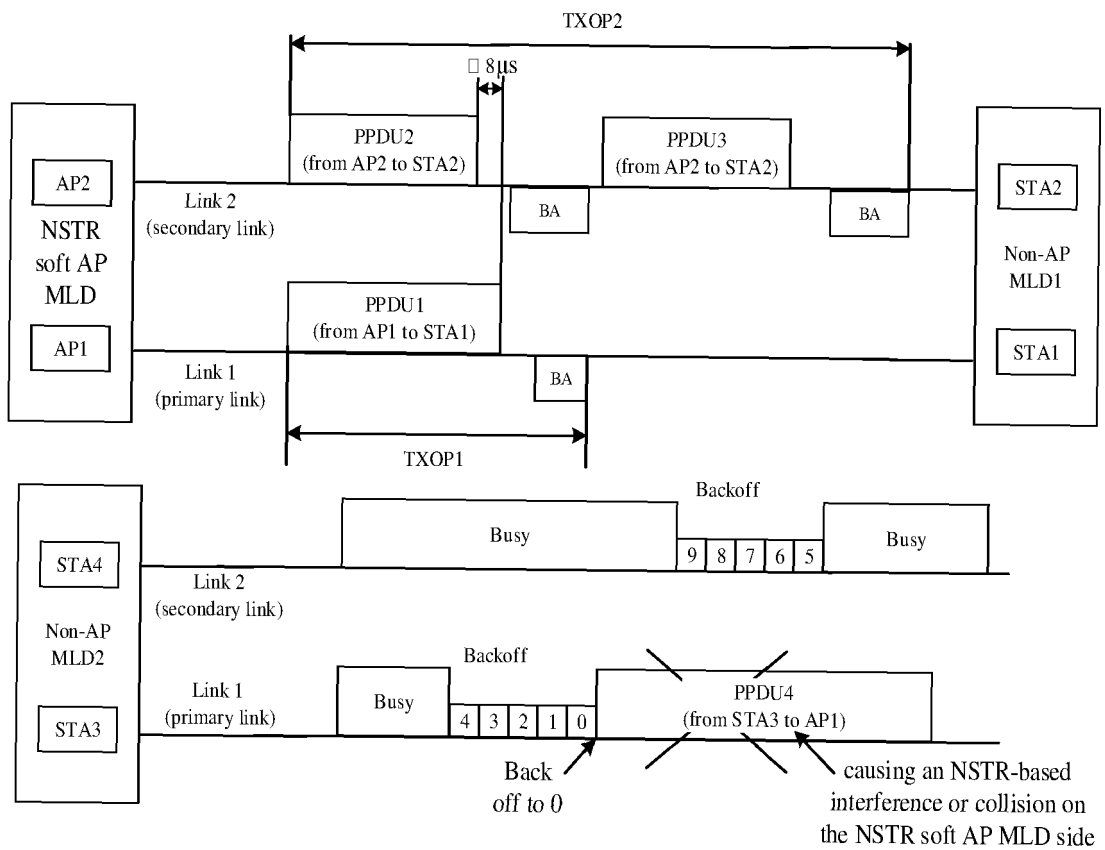 TXOP2
□ 8μs
PPDU2
(from AP2 to STA2)
PPDU3
(from AP2 to STA2)
AP2
NSTR
soft AP
MLD
AP1
Link 2
(secondary link)
BA
BA
STA2
Non-AP
MLD1
STA1
PPDU1
(from AP1 to STA1)
Link 1
(primary link)
BA
TXOP1
Backoff
Busy
9 8 7 6 5
Busy
STA4
Non-AP
MLD2
STA3
Link 2
(secondary link)
Backoff
Link 1
(primary link)
Busy
4 3 2 1 0
PPDU4
(from STA3 to AP1)
Back
off to 0
causing an NSTR-based
interference or collision on
the NSTR soft AP MLD side